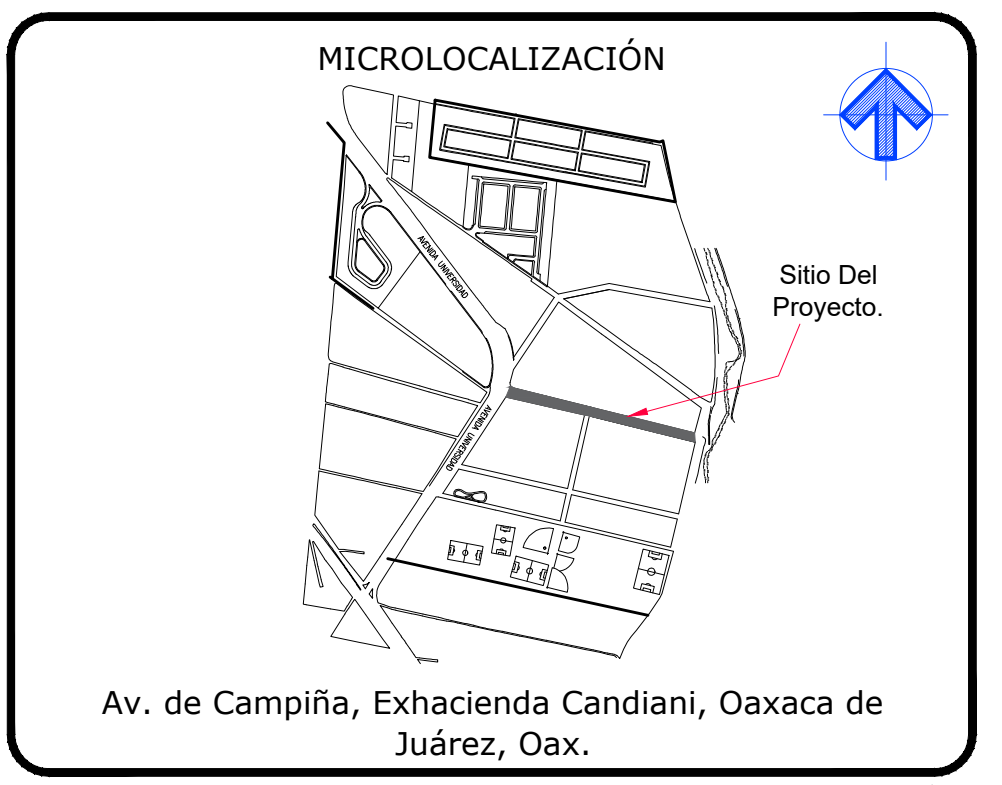 MICROLOCALIZACIÓN
AVENIDA UNIVERSIDAD
Sitio Del
Proyecto.
AVENIDA UNIVERSIDAD
Av. de Campiña, Exhacienda Candiani, Oaxaca de
Juárez, Oax.